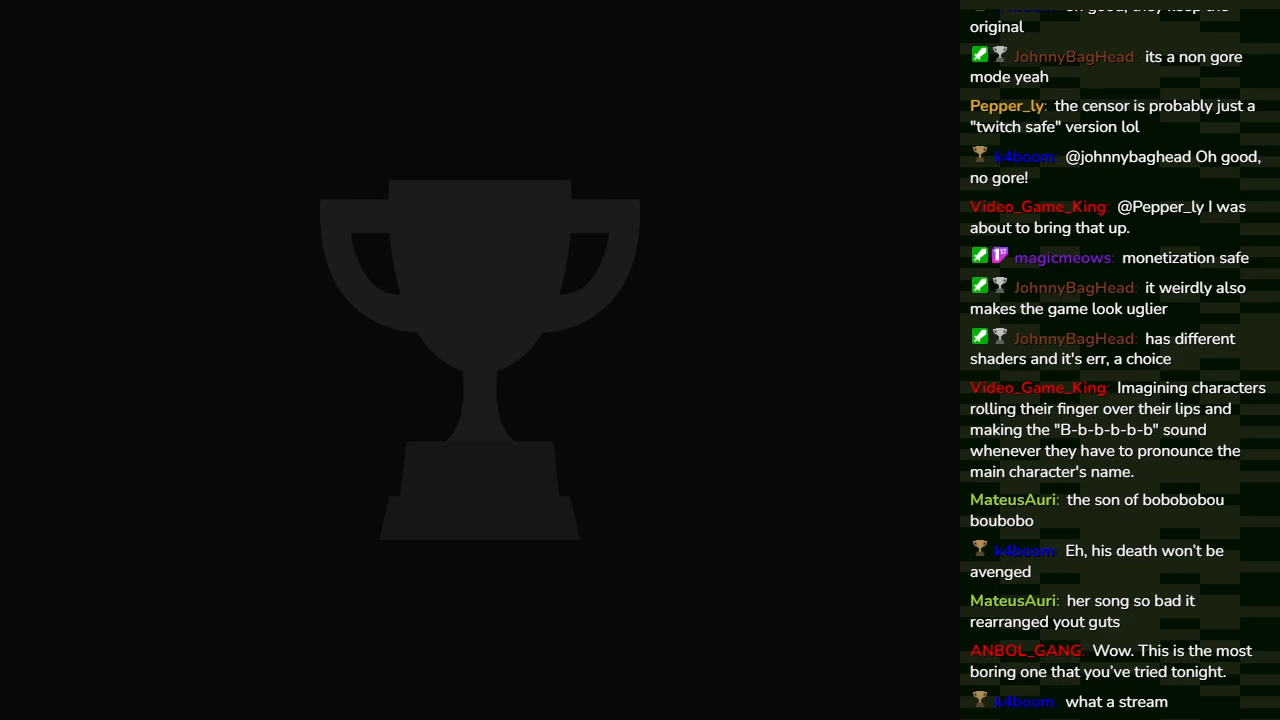 original
JohnnyBagHead: its a non gore
mode yeah
Pepper_ly: the censor is probably just a
"twitch safe" version lol
k4boom: @johnnybaghead Oh good,
no gore!
Video_Game_King: @Pepper_ly I was
about to bring that up.
magicmeows: monetization safe
JohnnyBagHead: it weirdly also
makes the game look uglier
JohnnyBagHead: has different
shaders and it's err, a choice
Video_Game_King: Imagining characters
rolling their finger over their lips and
making the "B-b-b-b-b-b" sound
whenever they have to pronounce the
main character's name.
MateusAuri: the son of bobobobou
boubobo
k4boom: Eh, his death won't be
avenged
MateusAuri: her song so bad it
rearranged yout guts
ANBOL_GANG: Wow. This is the most
boring one that you've tried tonight.
k4boom: what a stream